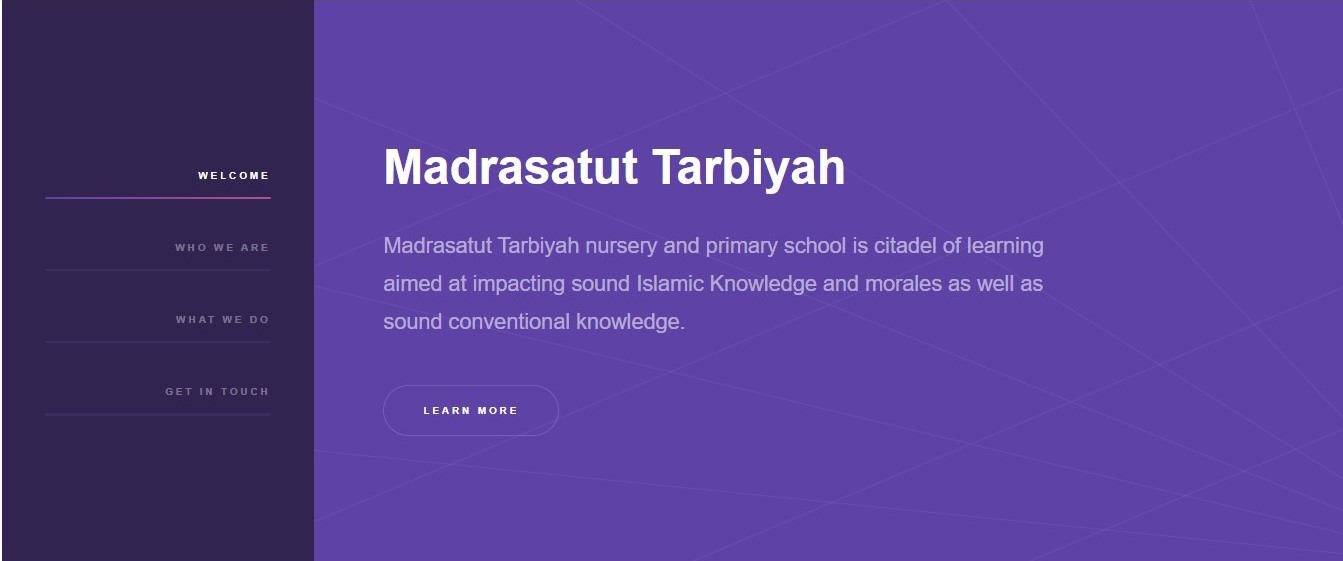 WELCOME
WHO WE ARE
WHAT WE DO
GET IN TOUCH
Madrasatut Tarbiyah
Madrasatut Tarbiyah nursery and primary school is citadel of learning
aimed at impacting sound Islamic Knowledge and morales as well as
sound conventional knowledge.
LEARN MORE